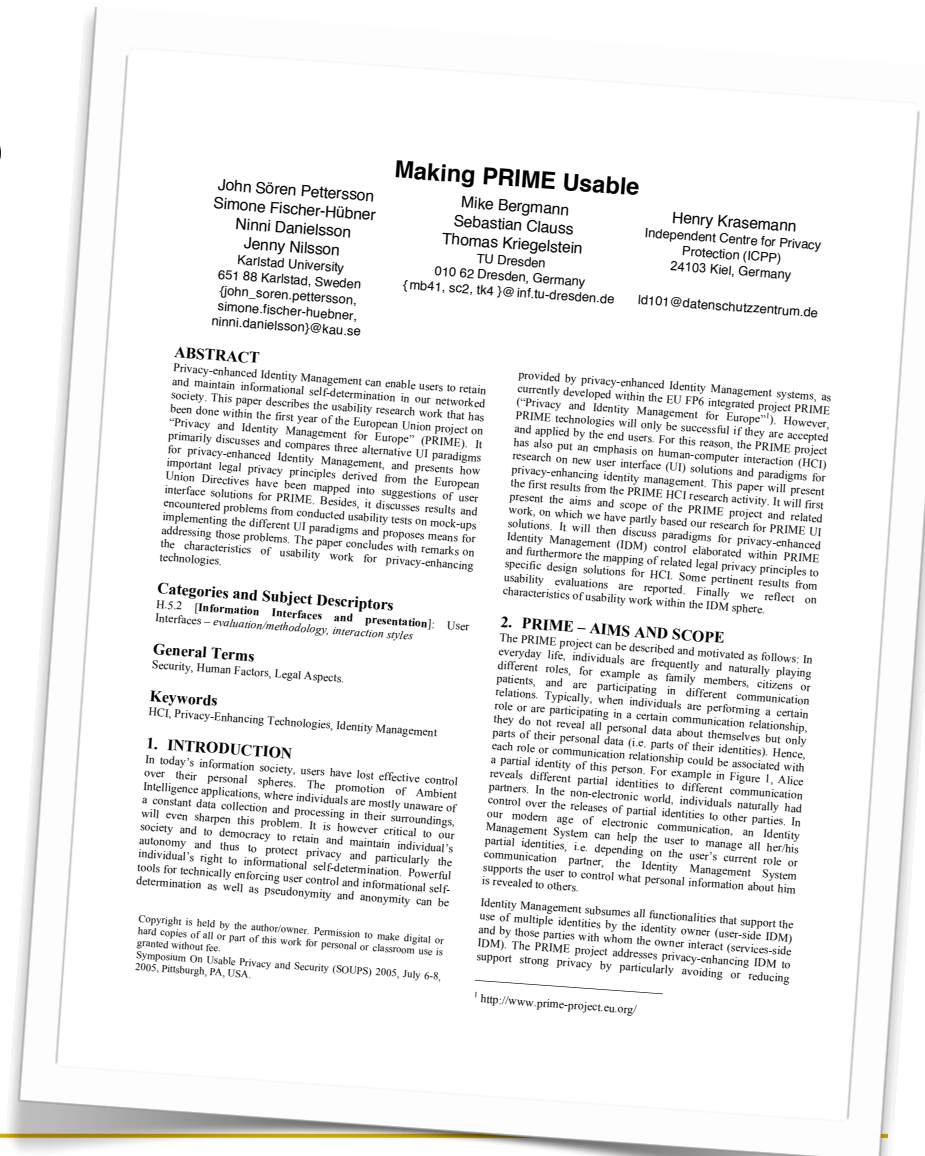 Making PRIME Usable
John Sören Pettersson
Simone Fischer-Hübner
Ninni Danielsson
Jenny Nilsson
Karlstad University
651 88 Karlstad, Sweden
{john_soren.pettersson,
simone.fischer-huebner,
ninni.danielsson}@kau.se
Mike Bergmann
Sebastian Clauss
Thomas Kriegelstein
TU Dresden
010 62 Dresden, Germany
{mb41, sc2, tk4 }@ inf.tu-dresden.de
Henry Krasemann
Independent Centre for Privacy
Protection (ICPP)
24103 Kiel, Germany
ld101@datenschutzzentrum.de
ABSTRACT
Privacy-enhanced Identity Management can enable users to retain
and maintain informational self-determination in our networked
society. This paper describes the usability research work that has
been done within the first year of the European Union project on
“Privacy and Identity Management for Europe” (PRIME). It
primarily discusses and compares three alternative UI paradigms
for privacy-enhanced Identity Management, and presents how
important legal privacy principles derived from the European
Union Directives have been mapped into suggestions of user
interface solutions for PRIME. Besides, it discusses results and
encountered problems from conducted usability tests on mock-ups
implementing the different UI paradigms and proposes means for
addressing those problems. The paper concludes with remarks on
the characteristics of usability work for privacy-enhancing
technologies.
Categories and Subject Descriptors
H.5.2 [Information Interfaces and presentation]: User
Interfaces – evaluation/methodology, interaction styles
General Terms
Security, Human Factors, Legal Aspects.
Keywords
HCI, Privacy-Enhancing Technologies, Identity Management
1. INTRODUCTION
In today’s information society, users have lost effective control
over their personal spheres. The promotion of Ambient
Intelligence applications, where individuals are mostly unaware of
a constant data collection and processing in their surroundings,
will even sharpen this problem. It is however critical to our
society and to democracy to retain and maintain individual’s
autonomy and thus to protect privacy and particularly the
individual’s right to informational self-determination. Powerful
tools for technically enforcing user control and informational self-
determination as well as pseudonymity and anonymity can be
Copyright is held by the author/owner. Permission to make digital or
hard copies of all or part of this work for personal or classroom use is
granted without fee.
Symposium On Usable Privacy and Security (SOUPS) 2005, July 6-8,
2005, Pittsburgh, PA, USA.
provided by privacy-enhanced Identity Management systems, as
currently developed within the EU FP6 integrated project PRIME
(“Privacy and Identity Management for Europe”1). However,
PRIME technologies will only be successful if they are accepted
and applied by the end users. For this reason, the PRIME project
has also put an emphasis on human-computer interaction (HCI)
research on new user interface (UI) solutions and paradigms for
privacy-enhancing identity management. This paper will present
the first results from the PRIME HCI research activity. It will first
present the aims and scope of the PRIME project and related
work, on which we have partly based our research for PRIME UI
solutions. It will then discuss paradigms for privacy-enhanced
Identity Management (IDM) control elaborated within PRIME
and furthermore the mapping of related legal privacy principles to
specific design solutions for HCI. Some pertinent results from
usability evaluations are reported. Finally we reflect on
characteristics of usability work within the IDM sphere.
2. PRIME – AIMS AND SCOPE
The PRIME project can be described and motivated as follows: In
everyday life, individuals are frequently and naturally playing
different roles, for example as family members, citizens or
patients, and are participating in different communication
relations. Typically, when individuals are performing a certain
role or are participating in a certain communication relationship,
they do not reveal all personal data about themselves but only
parts of their personal data (i.e. parts of their identities). Hence,
each role or communication relationship could be associated with
a partial identity of this person. For example in Figure 1, Alice
reveals different partial identities to different communication
partners. In the non-electronic world, individuals naturally had
control over the releases of partial identities to other parties. In
our modern age of electronic communication, an Identity
Management System can help the user to manage all her/his
partial identities, i.e. depending on the user’s current role or
communication partner, the Identity Management System
supports the user to control what personal information about him
is revealed to others.
Identity Management subsumes all functionalities that support the
use of multiple identities by the identity owner (user-side IDM)
and by those parties with whom the owner interact (services-side
IDM). The PRIME project addresses privacy-enhancing IDM to
support strong privacy by particularly avoiding or reducing
1 http://www.prime-project.eu.org/